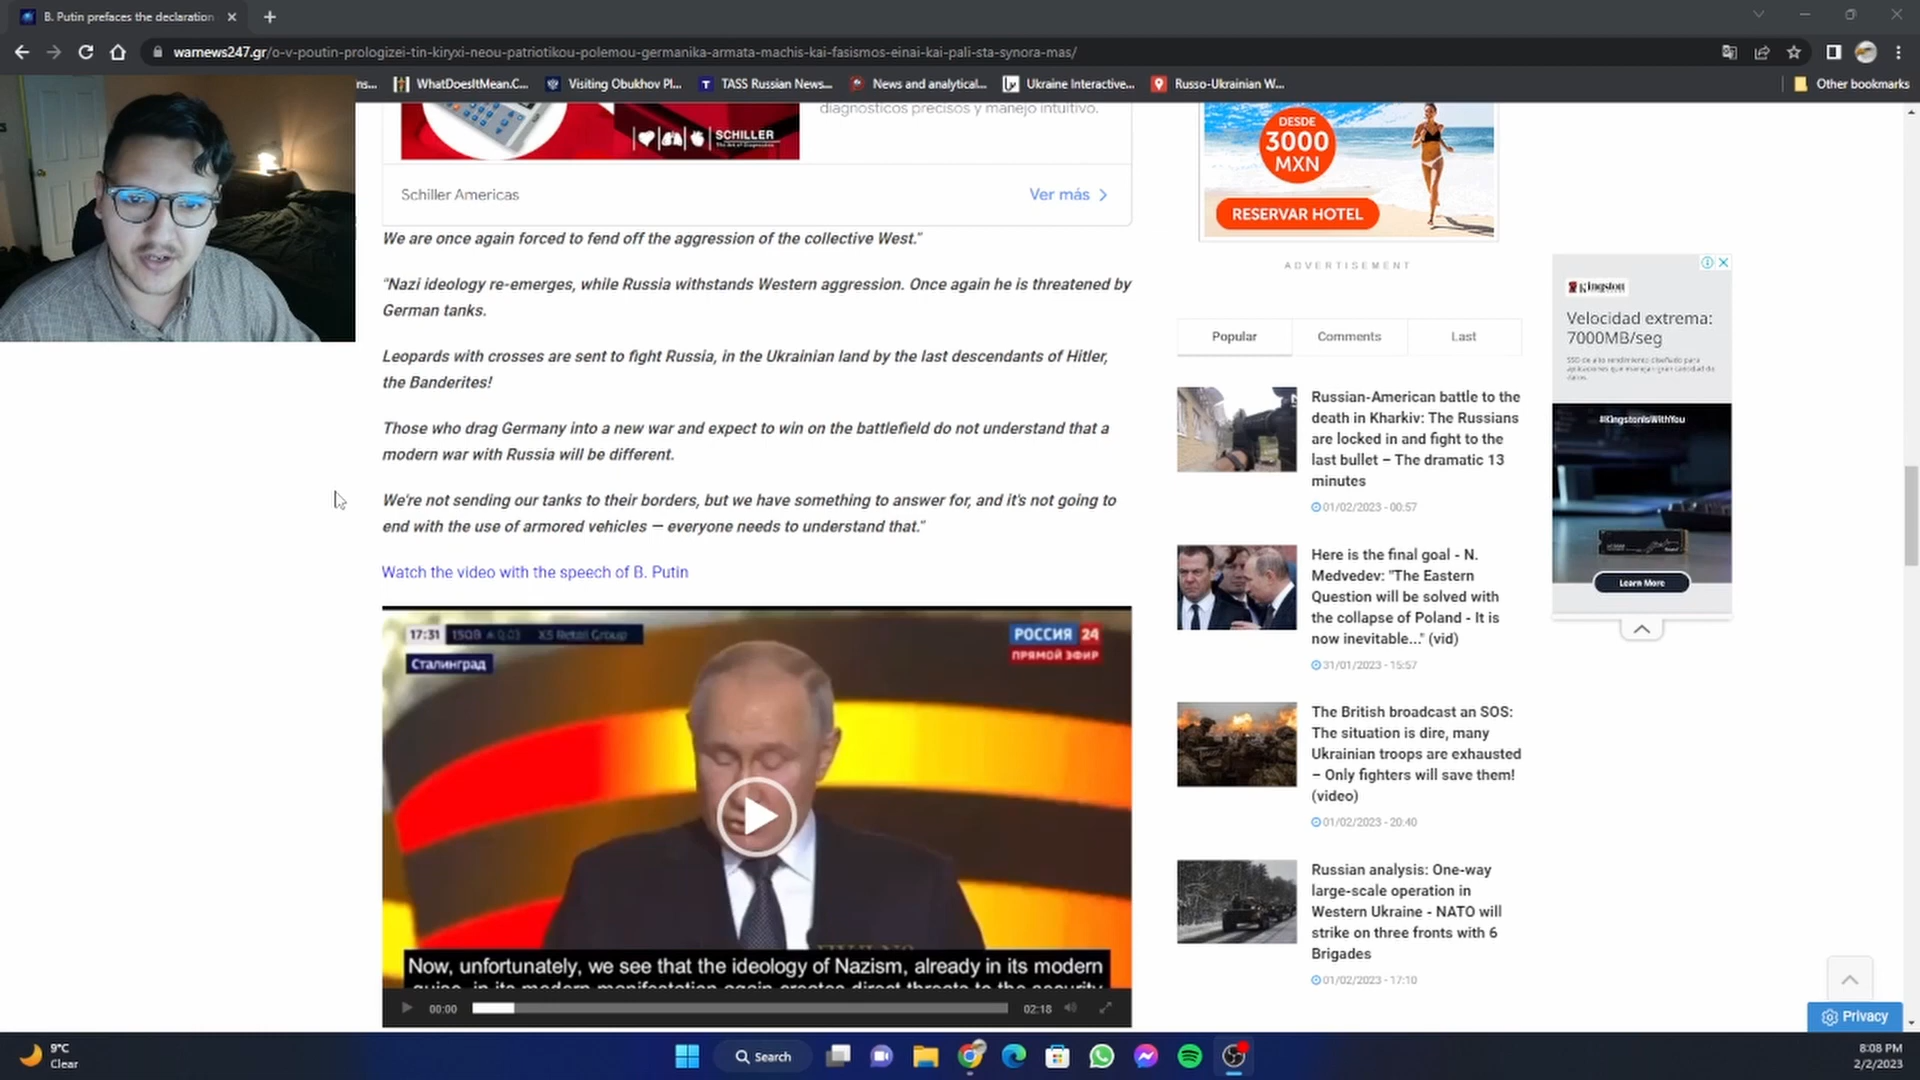 B. Putin prefaces the declaration
warnews247.gr/o-v-poutin-prologizei-tin-kiryxi-neou-patriotikou-polemou-germanika-armata-machis-kai-fasismos-einai-kai-pali-sta-synora-mas/
ns...
WhatDoesItMean.C...
Visiting Obukhov Pl...
TASS Russian News...
News and analytical...
Ukraine Interactive...
Russo-Ukrainian W...
Other bookmarks
diagnósticos precisos y manejo intuitivo.
SCHILLER
Schiller Americas
Ver más
We are once again forced to fend off the aggression of the collective West."
"Nazi ideology re-emerges, while Russia withstands Western aggression. Once again he is threatened by
German tanks.
Leopards with crosses are sent to fight Russia, in the Ukrainian land by the last descendants of Hitler,
the Banderites!
Those who drag Germany into a new war and expect to win on the battlefield do not understand that a
modern war with Russia will be different.
We're not sending our tanks to their borders, but we have something to answer for, and it's not going to
end with the use of armored vehicles — everyone needs to understand that."
Watch the video with the speech of B. Putin
17:31
X5 Retail Group
РОССИЯ 24
ПРЯМОЙ ЭФИР
Сталинград
Now, unfortunately, we see that the ideology of Nazism, already in its modern
guise, in its modern manifestation again creates direct threats to the security
00:00
02:18
DESDE
3000
MXN
RESERVAR HOTEL
ADVERTISEMENT
Popular
Comments
Last
Russian-American battle to the
death in Kharkiv: The Russians
are locked in and fight to the
last bullet – The dramatic 13
minutes
01/02/2023 - 00:57
Here is the final goal - N.
Medvedev: "The Eastern
Question will be solved with
the collapse of Poland - It is
now inevitable..." (vid)
31/01/2023 - 15:57
The British broadcast an SOS:
The situation is dire, many
Ukrainian troops are exhausted
– Only fighters will save them!
(video)
01/02/2023 - 20:40
Russian analysis: One-way
large-scale operation in
Western Ukraine - NATO will
strike on three fronts with 6
Brigades
01/02/2023 - 17:10
Kingston
Velocidad extrema:
7000MB/seg
#KingstonIsWithYou
Learn More
Privacy
9°C
Clear
Search
8:08 PM
2/2/2023